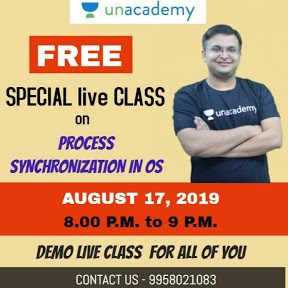 unacademy
FREE
SPECIAL live CLASS
on
PROCESS
SYNCHRONIZATION IN OS
unacademy
AUGUST 17, 2019
8.00 P.M. to 9 P.M.
DEMO LIVE CLASS FOR ALL OF YOU
CONTACT US - 9958021083